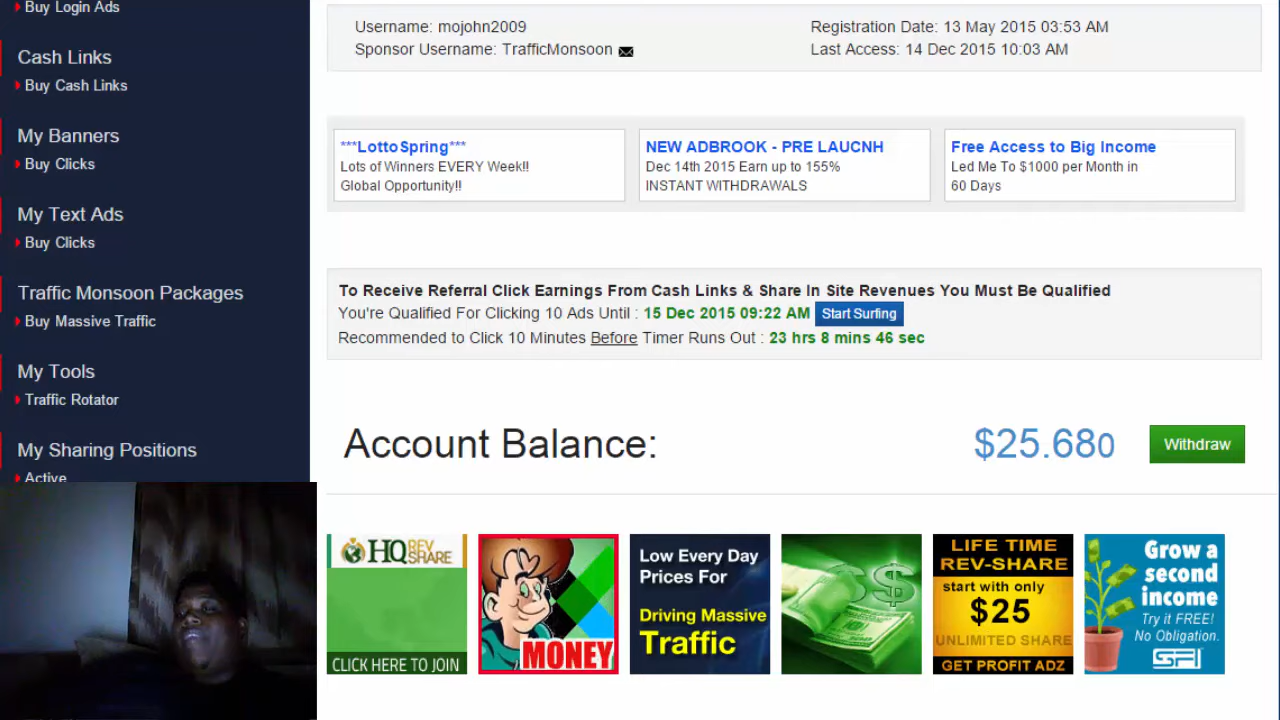 Buy Login Ads
Cash Links
Buy Cash Links
My Banners
Buy Clicks
My Text Ads
Buy Clicks
Traffic Monsoon Packages
Buy Massive Traffic
My Tools
Traffic Rotator
My Sharing Positions
Active
Username: mojohn2009
Registration Date: 13 May 2015 03:53 AM
Sponsor Username: TrafficMonsoon
Last Access: 14 Dec 2015 10:03 AM
***LottoSpring***
Lots of Winners EVERY Week!!
Global Opportunity!!
NEW ADBROOK - PRE LAUCNH
Dec 14th 2015 Earn up to 155%
INSTANT WITHDRAWALS
Free Access to Big Income
Led Me To $1000 per Month in
60 Days
To Receive Referral Click Earnings From Cash Links & Share In Site Revenues You Must Be Qualified
You're Qualified For Clicking 10 Ads Until : 15 Dec 2015 09:22 AM Start Surfing
Recommended to Click 10 Minutes Before Timer Runs Out : 23 hrs 8 mins 46 sec
Account Balance: $25.680 Withdraw
HQ REV SHARE
CLICK HERE TO JOIN
MONEY
Low Every Day
Prices For
Driving Massive
Traffic
$
LIFE TIME
REV-SHARE
start with only
$25
UNLIMITED SHARE
GET PROFIT ADZ
Grow a
second
income
Try it FREE!
No Obligation.
SFI